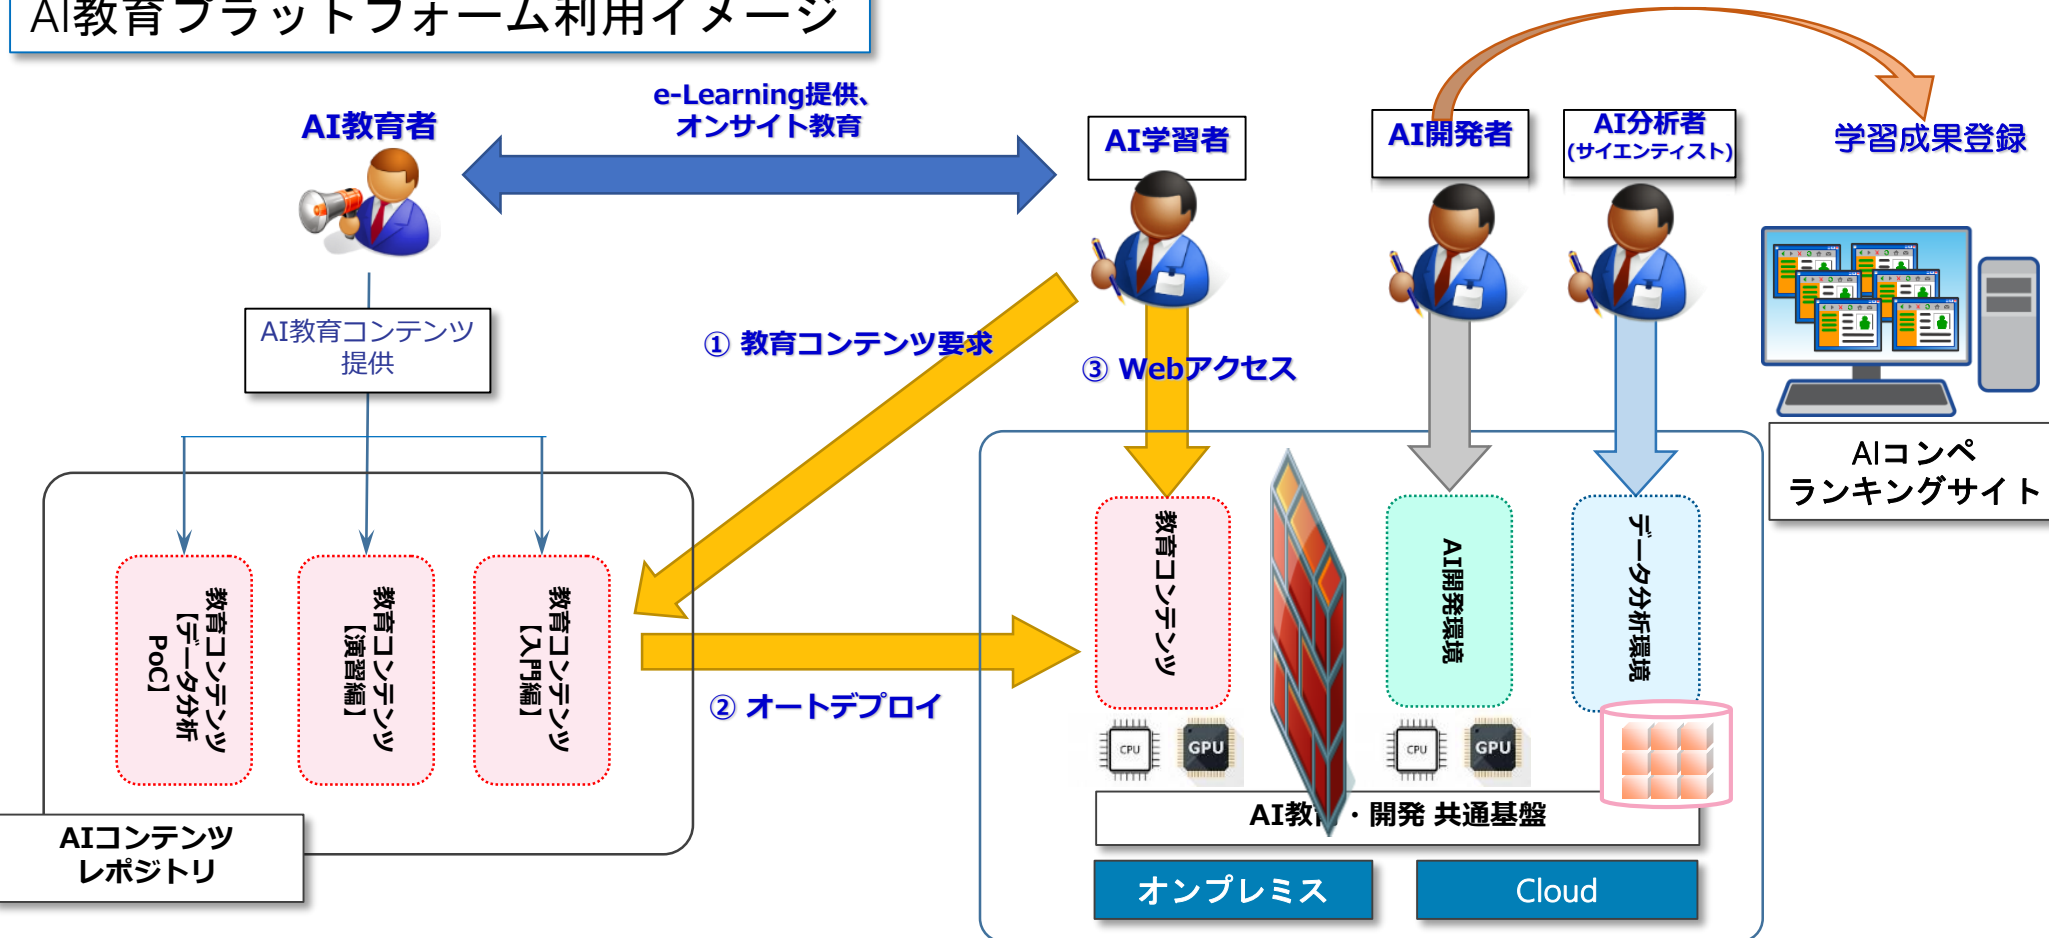 AI教育プラットフォーム利用イメージ
e-Learning提供、
オンサイト教育
AI教育者
AI学習者
AI開発者
AI分析者
(サイエンティスト)
学習成果登録
AI教育コンテンツ
提供
① 教育コンテンツ要求
③ Webアクセス
AIコンペ
ランキングサイト
教育コンテンツ
【データ分析
PoC】
教育コンテンツ
【演習編】
教育コンテンツ
【入門編】
② オートデプロイ
教育コンテンツ
AI開発環境
データ分析環境
CPU
GPU
CPU
GPU
AI教育・開発 共通基盤
AIコンテンツ
レポジトリ
オンプレミス
Cloud